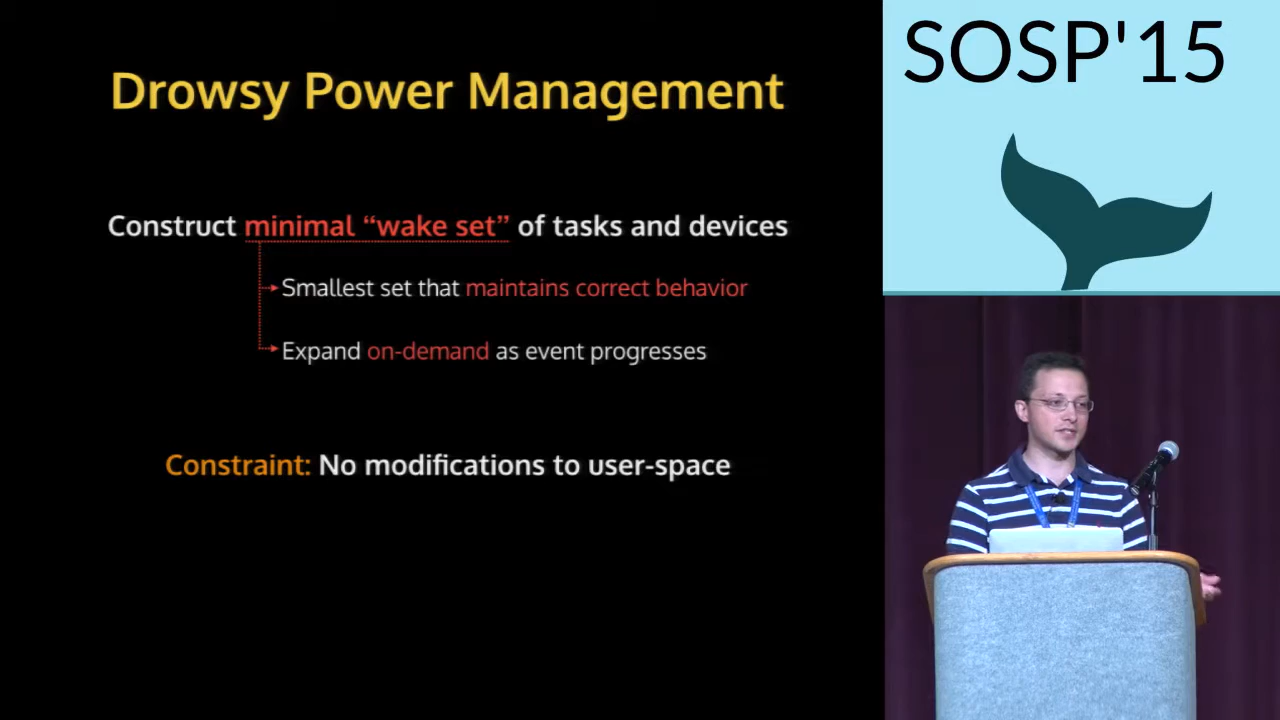 Drowsy Power Management
Construct minimal “wake set” of tasks and devices
Smallest set that maintains correct behavior
Expand on-demand as event progresses
Constraint: No modifications to user-space
SOSP'15